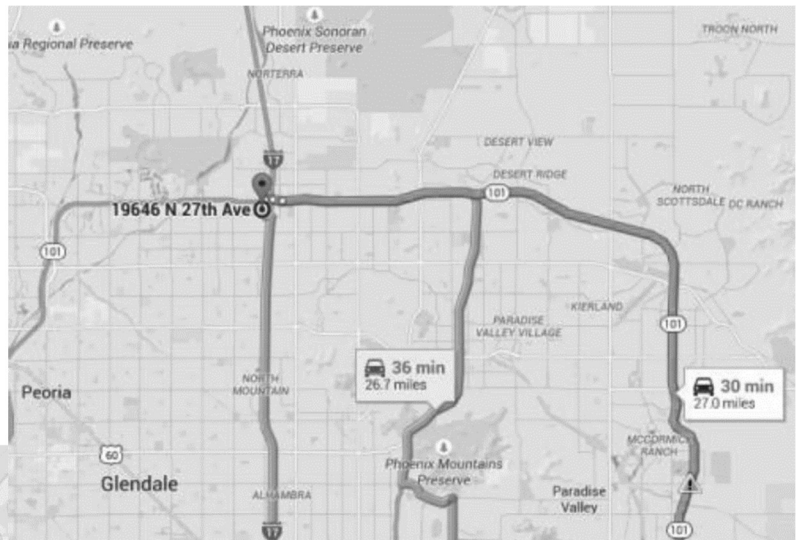 Phoenix Sonoran
Desert Preserve
ia Regional Preserve
TROON NORTH
NORTERRA
DESERT VIEW
17
DESERT RIDGE
101
NORTH
SCOTTSDALE
DC RANCH
19646 N 27th Ave
101
KIERLAND
101
PARADISE
VALLEY VILLAGE
36 min
26.7 miles
30 min
27.0 miles
NORTH
MOUNTAIN
Peoria
MCCORMICK
RANCH
60
Phoenix Mountains
Preserve
Glendale
ALHAMBRA
Paradise
Valley
17
101